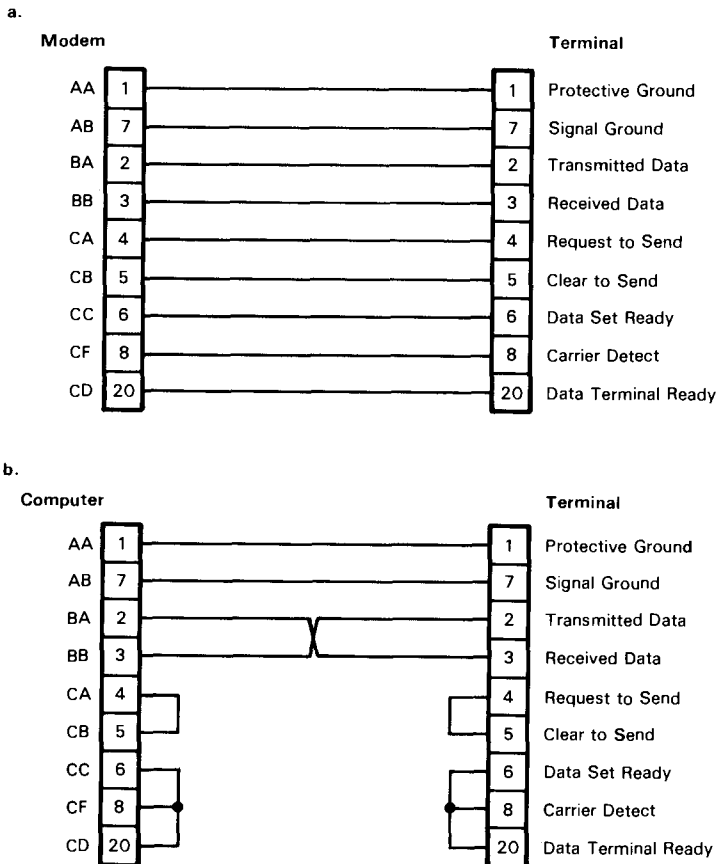 a.
Modem Terminal
AA 1 1 Protective Ground
AB 7 7 Signal Ground
BA 2 2 Transmitted Data
BB 3 3 Received Data
CA 4 4 Request to Send
CB 5 5 Clear to Send
CC 6 6 Data Set Ready
CF 8 8 Carrier Detect
CD 20 20 Data Terminal Ready
b.
Computer Terminal
AA 1 1 Protective Ground
AB 7 7 Signal Ground
BA 2 2 Transmitted Data
BB 3 3 Received Data
CA 4 4 Request to Send
CB 5 5 Clear to Send
CC 6 6 Data Set Ready
CF 8 8 Carrier Detect
CD 20 20 Data Terminal Ready